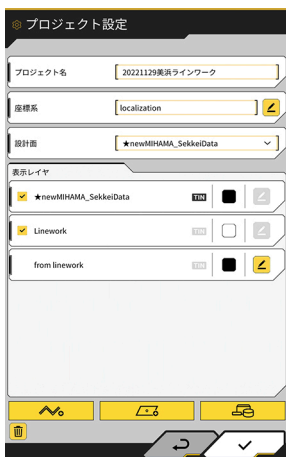 プロジェクト設定
プロジェクト名 20221129美浜ラインワーク
座標系 localization
設計面 ★newMIHAMA_SekkeiData
表示レイヤ
★newMIHAMA_SekkeiData TIN
Linework TIN
from linework TIN